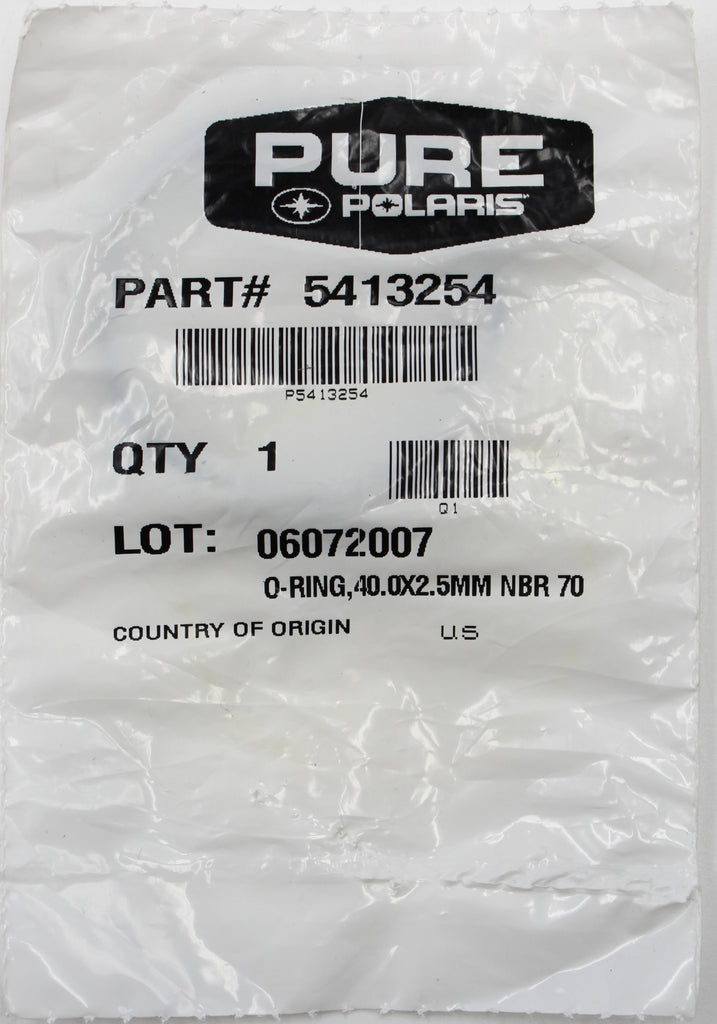 PURE
POLARIS
PART# 5413254
P5413254
QTY 1
Q1
LOT: 06072007
O-RING,40.0X2.5MM NBR 70
COUNTRY OF ORIGIN US